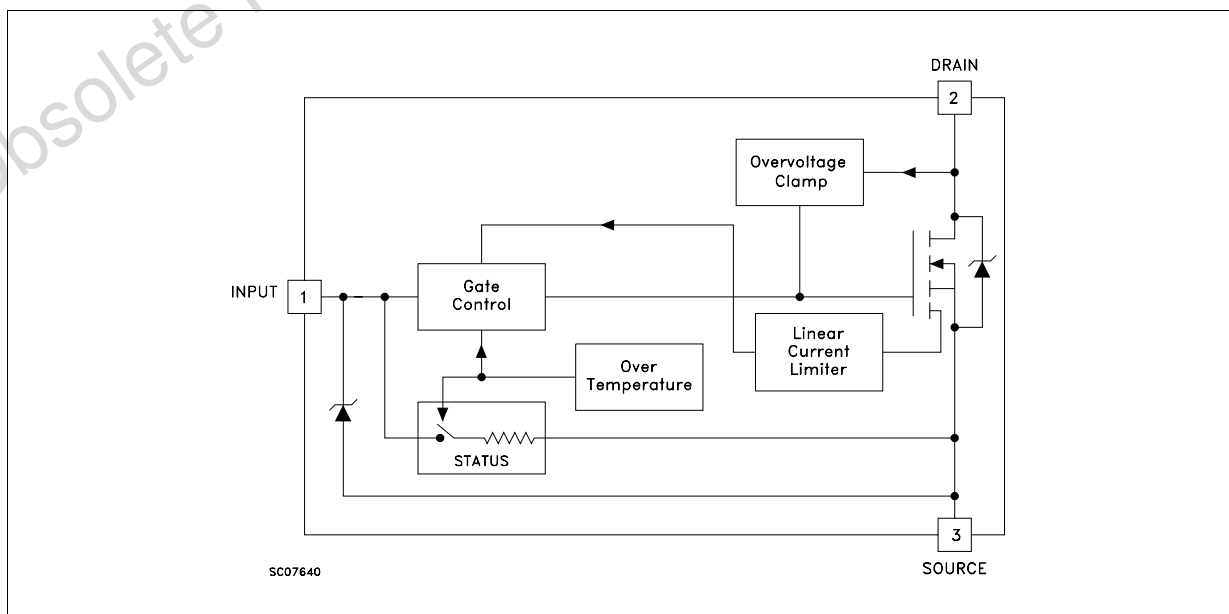 obsolete
DRAIN
2
Overvoltage
Clamp
INPUT
1
Gate
Control
Linear
Current
Limiter
Over
Temperature
STATUS
3
SOURCE
SC07640